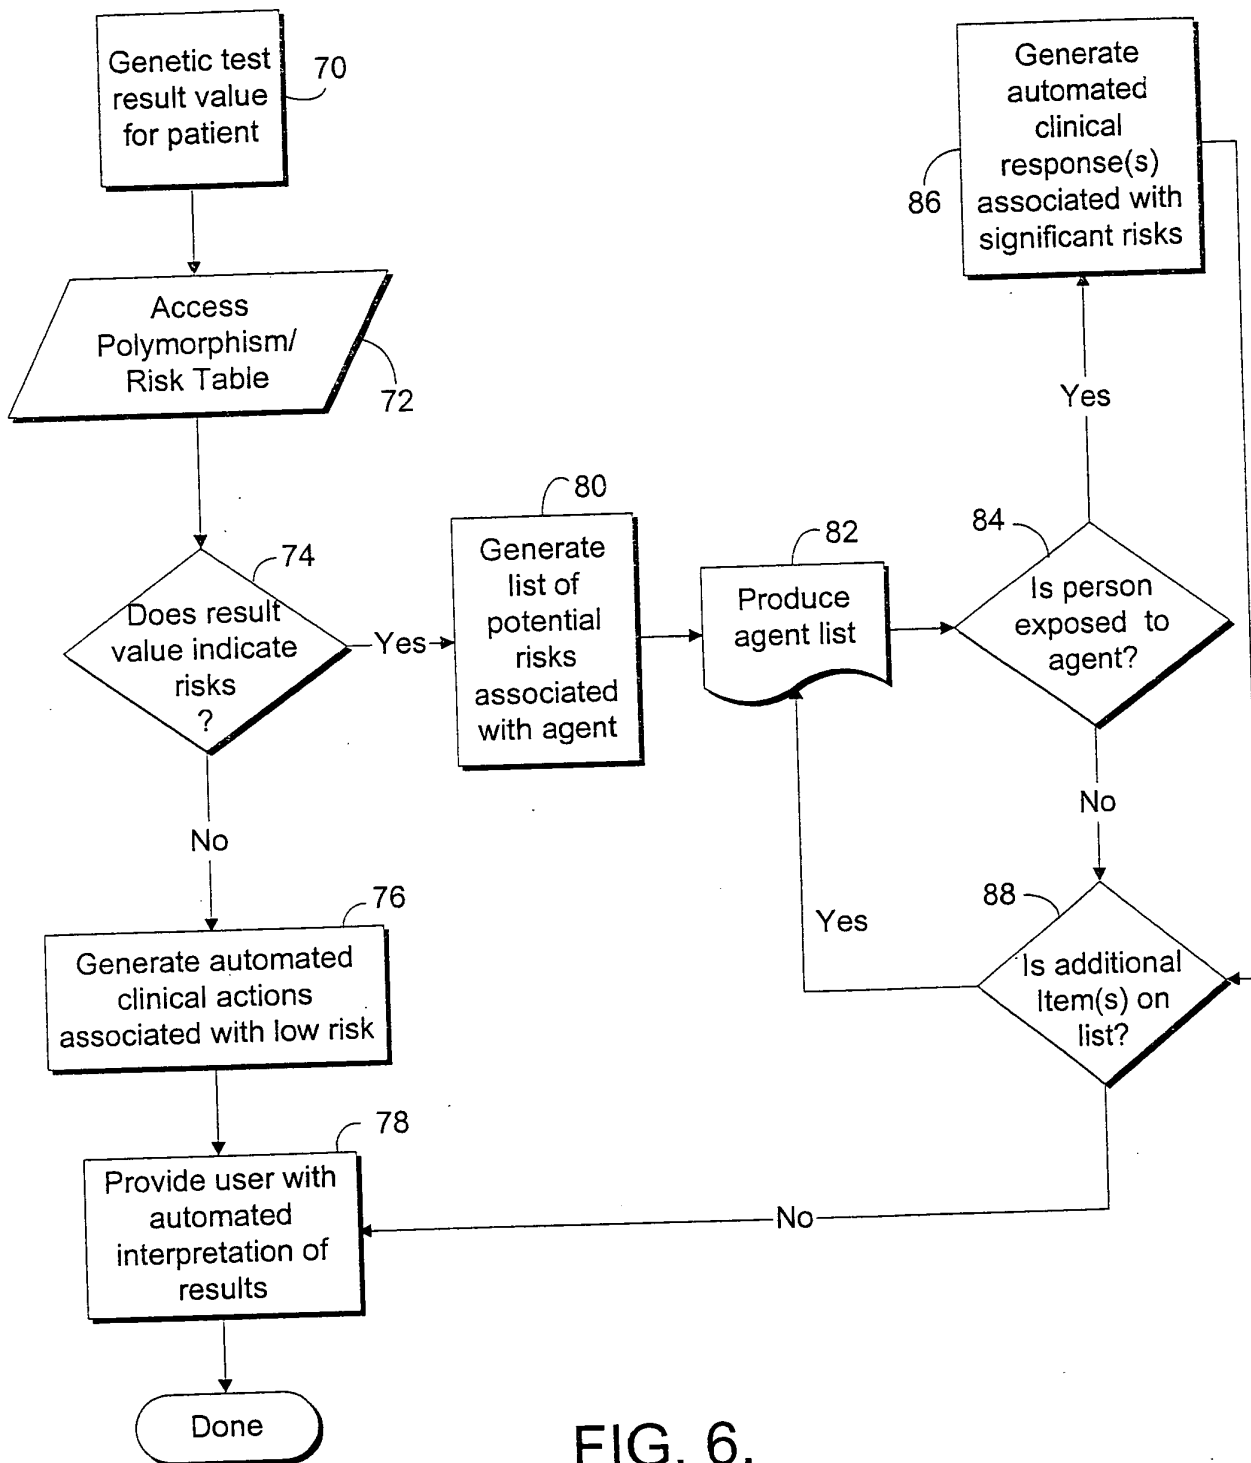 Genetic test
result value
for patient
70
Access
Polymorphism/
Risk Table
72
Does result
value indicate
risks
?
74
Yes
No
Generate automated
clinical actions
associated with low risk
76
Provide user with
automated
interpretation of
results
78
Done
Generate
list of
potential
risks
associated
with agent
80
Produce
agent list
82
Is person
exposed to
agent?
84
Yes
No
Generate
automated
clinical
response(s)
associated with
significant risks
86
Is additional
Item(s) on
list?
88
Yes
No
FIG. 6.